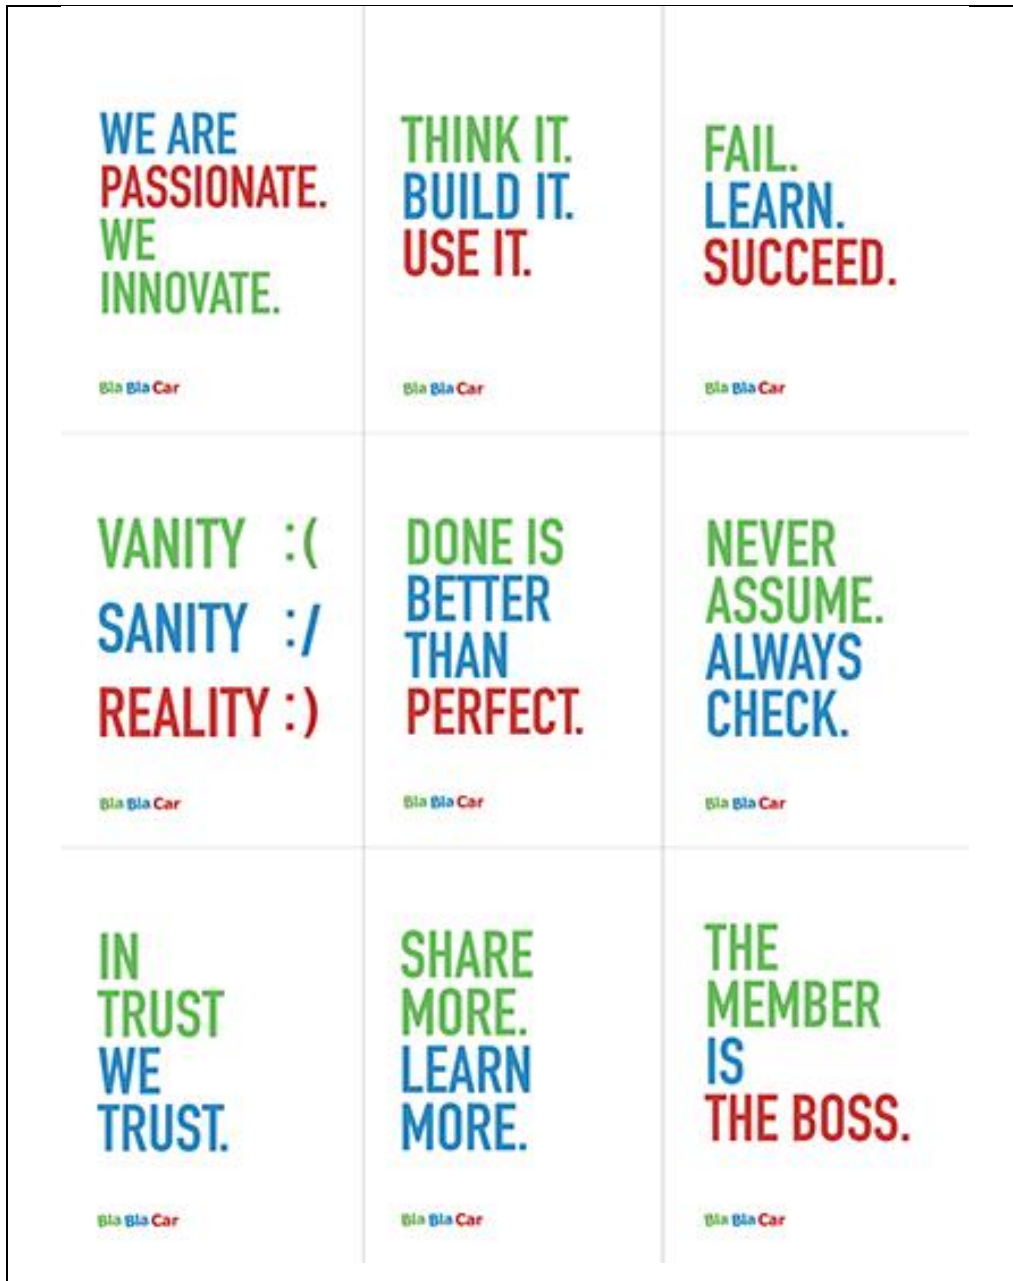 WE ARE
PASSIONATE.
WE
INNOVATE.
Bla Bla Car
THINK IT.
BUILD IT.
USE IT.
Bla Bla Car
FAIL.
LEARN.
SUCCEED.
Bla Bla Car
VANITY :(
SANITY :/
REALITY :)
Bla Bla Car
DONE IS
BETTER
THAN
PERFECT.
Bla Bla Car
NEVER
ASSUME.
ALWAYS
CHECK.
Bla Bla Car
IN
TRUST
WE
TRUST.
Bla Bla Car
SHARE
MORE.
LEARN
MORE.
Bla Bla Car
THE
MEMBER
IS
THE BOSS.
Bla Bla Car